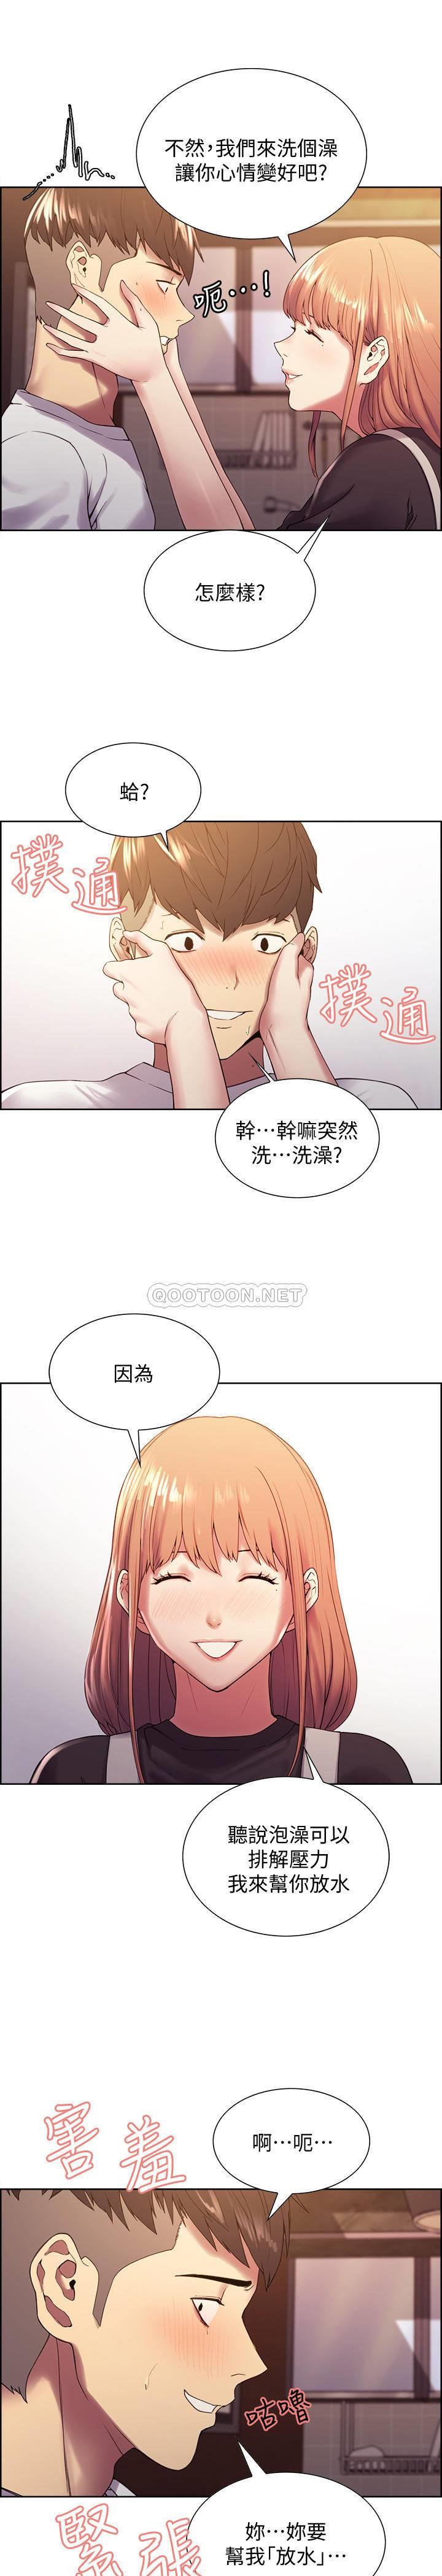 不然，我們來洗個澡
讓你心情變好吧?
呃…!
怎麼樣?
蛤?
撲通
撲通
幹…幹嘛突然
洗…洗澡?
QOOTOON.NET
因為
聽說泡澡可以
排解壓力
我來幫你放水
啊…呃…
害羞
咕嚕
妳…妳要
幫我「放水」…
緊張